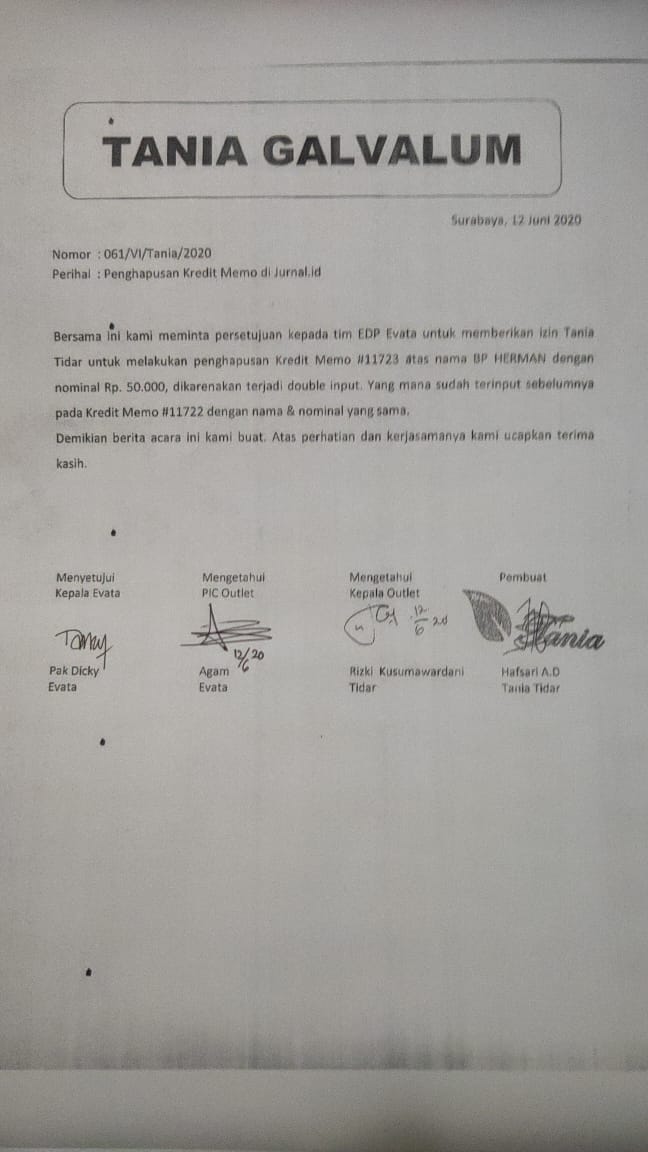 TANIA GALVALUM
Surabaya, 12 Juni 2020
Nomor : 061/VI/Tania/2020
Perihal : Penghapusan Kredit Memo di Jurnal.id
Bersama ini kami meminta persetujuan kepada tim EDP Evata untuk memberikan izin Tania
Tidar untuk melakukan penghapusan Kredit Memo #11723 atas nama BP HERMAN dengan
nominal Rp. 50.000, dikarenakan terjadi double input. Yang mana sudah terinput sebelumnya
pada Kredit Memo #11722 dengan nama & nominal yang sama.
Demikian berita acara ini kami buat. Atas perhatian dan kerjasamanya kami ucapkan terima
kasih.
Menyetujui Mengetahui Mengetahui Pembuat
Kepala Evata PIC Outlet Kepala Outlet
12/6 20
Tania
12/6/20
Pak Dicky Agam Rizki Kusumawardani Hafsari A.D
Evata Evata Tidar Tania Tidar